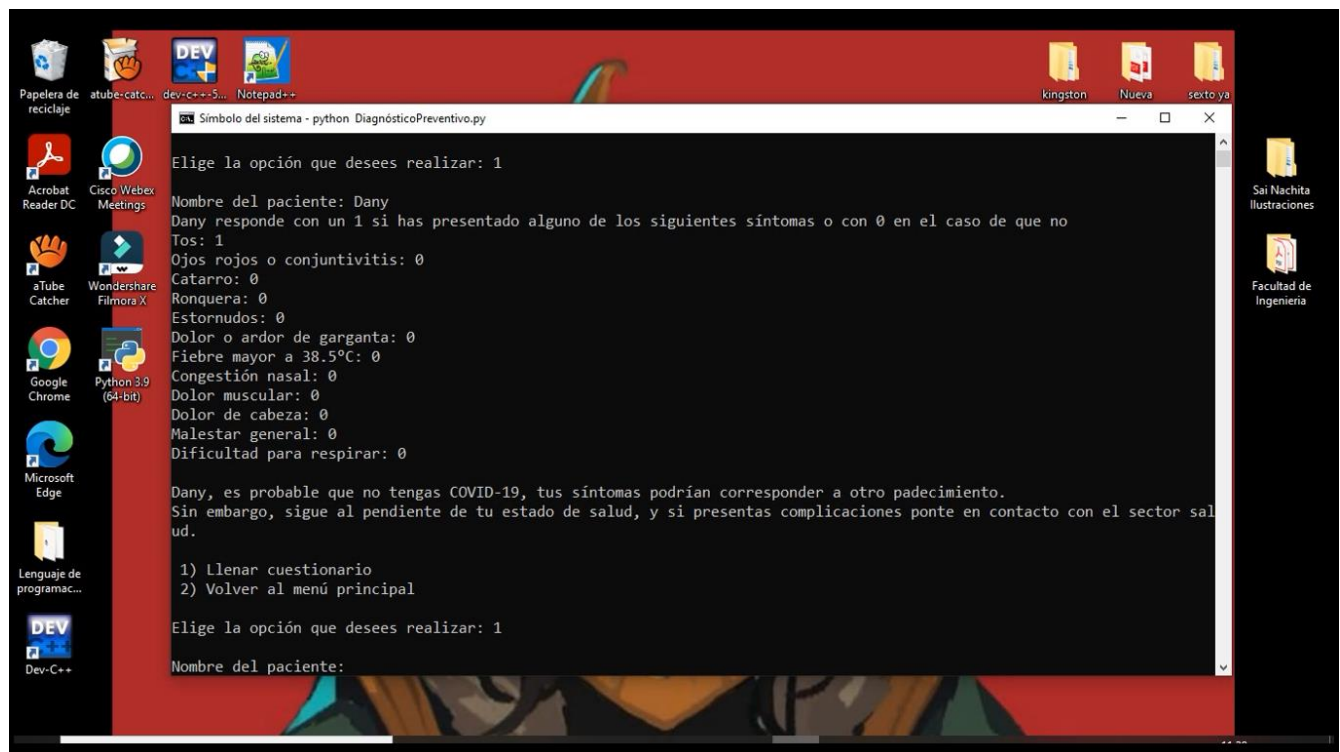 Papelera de
reciclaje
atube-catc...
dev-c++-5...
DEV
C++
Notepad++
kingston
Nueva
sexto ya
Símbolo del sistema - python DiagnósticoPreventivo.py
Elige la opción que desees realizar: 1
Nombre del paciente: Dany
Dany responde con un 1 si has presentado alguno de los siguientes síntomas o con 0 en el caso de que no
Tos: 1
Ojos rojos o conjuntivitis: 0
Catarro: 0
Ronquera: 0
Estornudos: 0
Dolor o ardor de garganta: 0
Fiebre mayor a 38.5ºC: 0
Congestión nasal: 0
Dolor muscular: 0
Dolor de cabeza: 0
Malestar general: 0
Dificultad para respirar: 0
Dany, es probable que no tengas COVID-19, tus síntomas podrían corresponder a otro padecimiento.
Sin embargo, sigue al pendiente de tu estado de salud, y si presentas complicaciones ponte en contacto con el sector sal
ud.
1) Llenar cuestionario
2) Volver al menú principal
Elige la opción que desees realizar: 1
Nombre del paciente:
Acrobat
Reader DC
Cisco Webex
Meetings
aTube
Catcher
Wondershare
Filmora X
Google
Chrome
Python 3.9
(64-bit)
Microsoft
Edge
Lenguaje de
programac...
DEV
C++
Dev-C++
Sai Nachita
Ilustraciones
Facultad de
Ingenieria